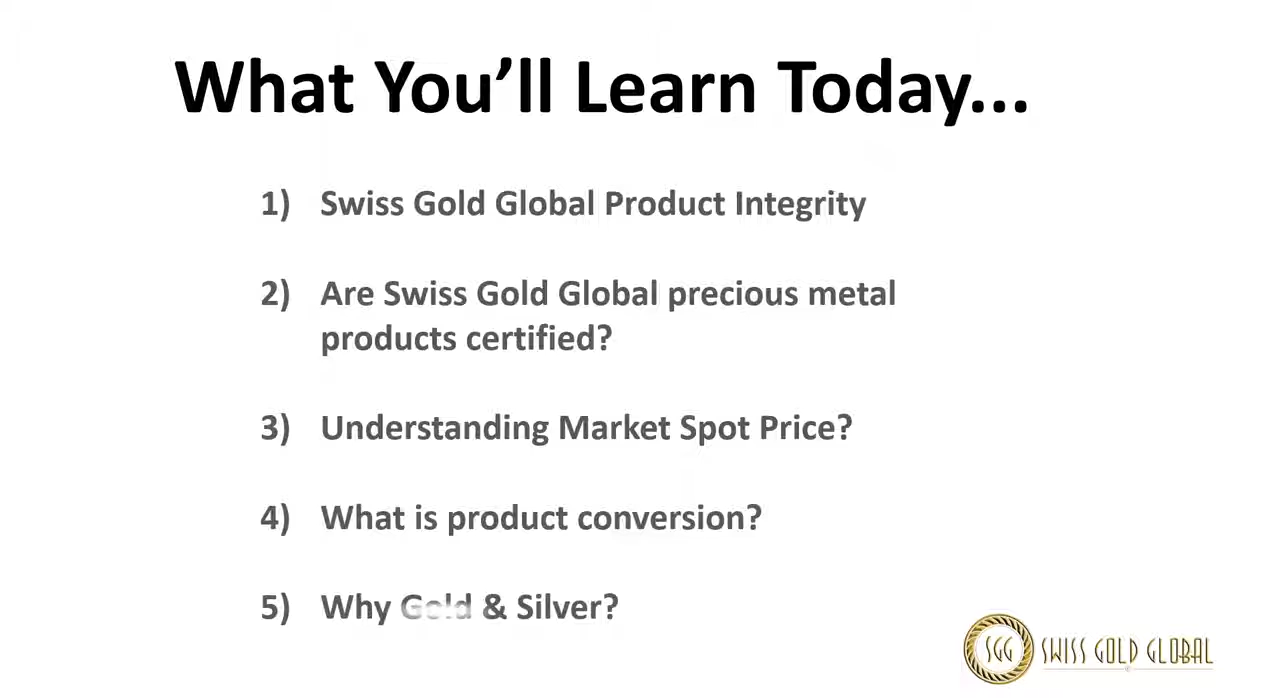 What You’ll Learn Today...
1) Swiss Gold Global Product Integrity
2) Are Swiss Gold Global precious metal
products certified?
3) Understanding Market Spot Price?
4) What is product conversion?
5) Why Gold & Silver?
SGG SWISS GOLD GLOBAL